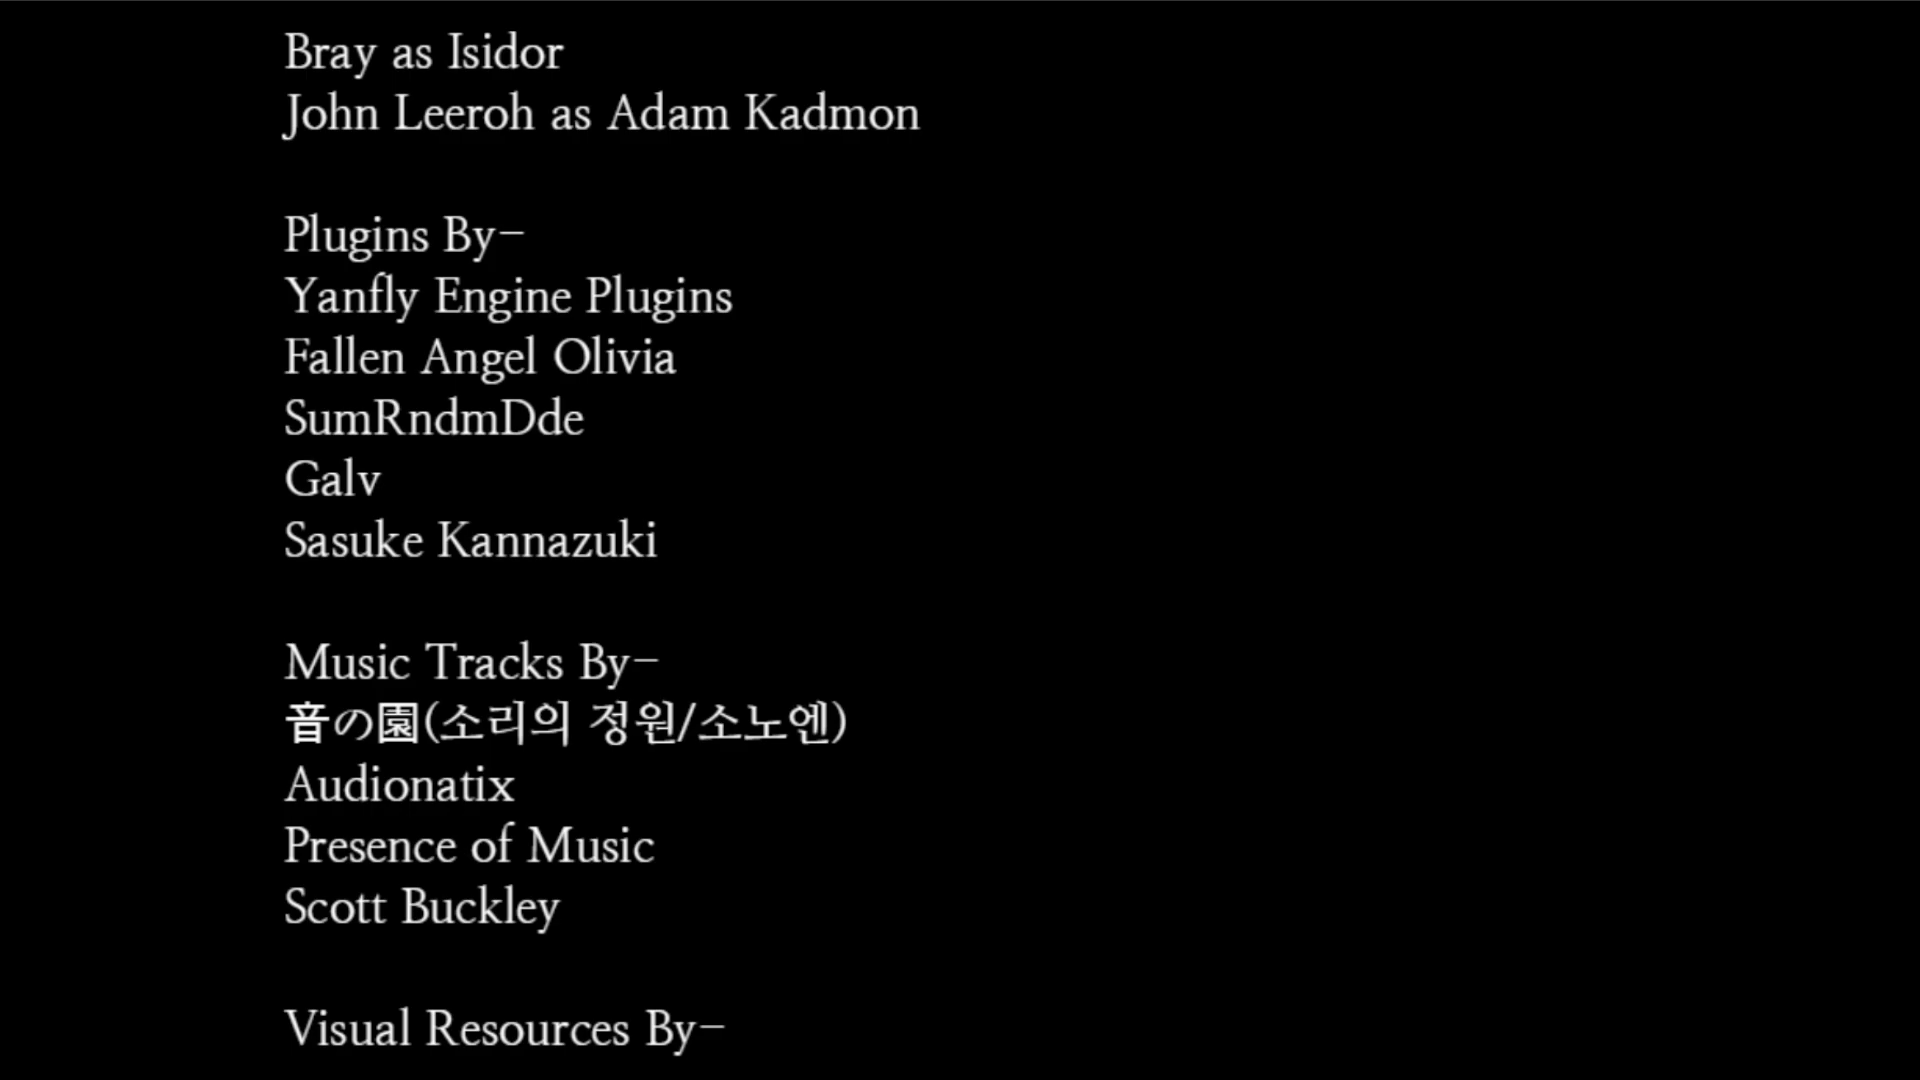 Bray as Isidor
John Leeroh as Adam Kadmon
Plugins By-
Yanfly Engine Plugins
Fallen Angel Olivia
SumRndmDde
Galv
Sasuke Kannazuki
Music Tracks By-
音の園(소리의 정원/소노엔)
Audionatix
Presence of Music
Scott Buckley
Visual Resources By-